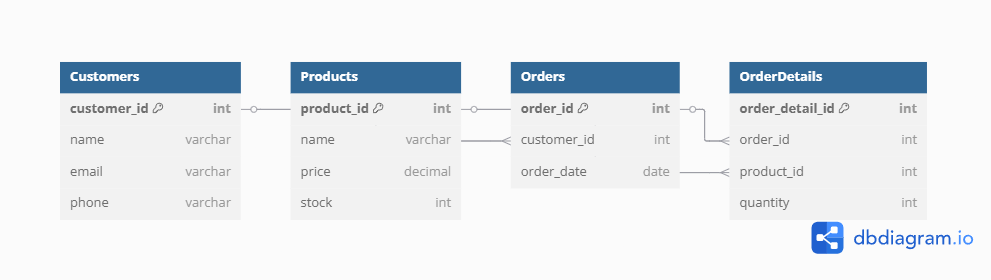 Customers
customer_id int
name varchar
email varchar
phone varchar
Products
product_id int
name varchar
price decimal
stock int
Orders
order_id int
customer_id int
order_date date
OrderDetails
order_detail_id int
order_id int
product_id int
quantity int
dbdiagram.io